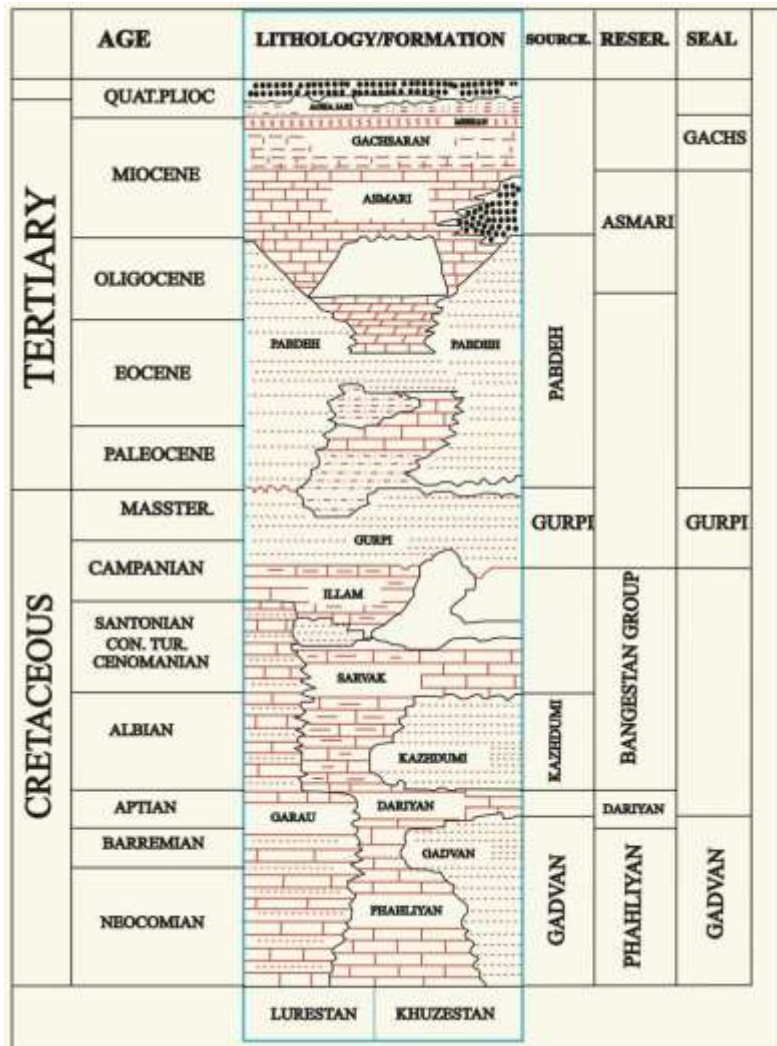 AGE
LITHOLOGY/FORMATION
SOURCE.
RESER.
SEAL
TERTIARY
CRETACEOUS
QUAT.PLIOC
MIOCENE
OLIGOCENE
EOCENE
PALEOCENE
MASSTER.
CAMPANIAN
SANTONIAN
CON. TUR.
CENOMANIAN
ALBIAN
APTIAN
BARREMIAN
NEOCOMIAN
GACHSARAN
ASMARI
PABDEH
PABDEH
GURPI
ILLAM
SARVAK
KAZHDUMI
GARAU
DARIYAN
GADVAN
PHAHLIYAN
LURESTAN
KHUZESTAN
PABDEH
GURPI
KAZHDUMI
GADVAN
ASMARI
BANGESTAN GROUP
DARIYAN
PHAHLIYAN
GACHS
GURPI
GADVAN